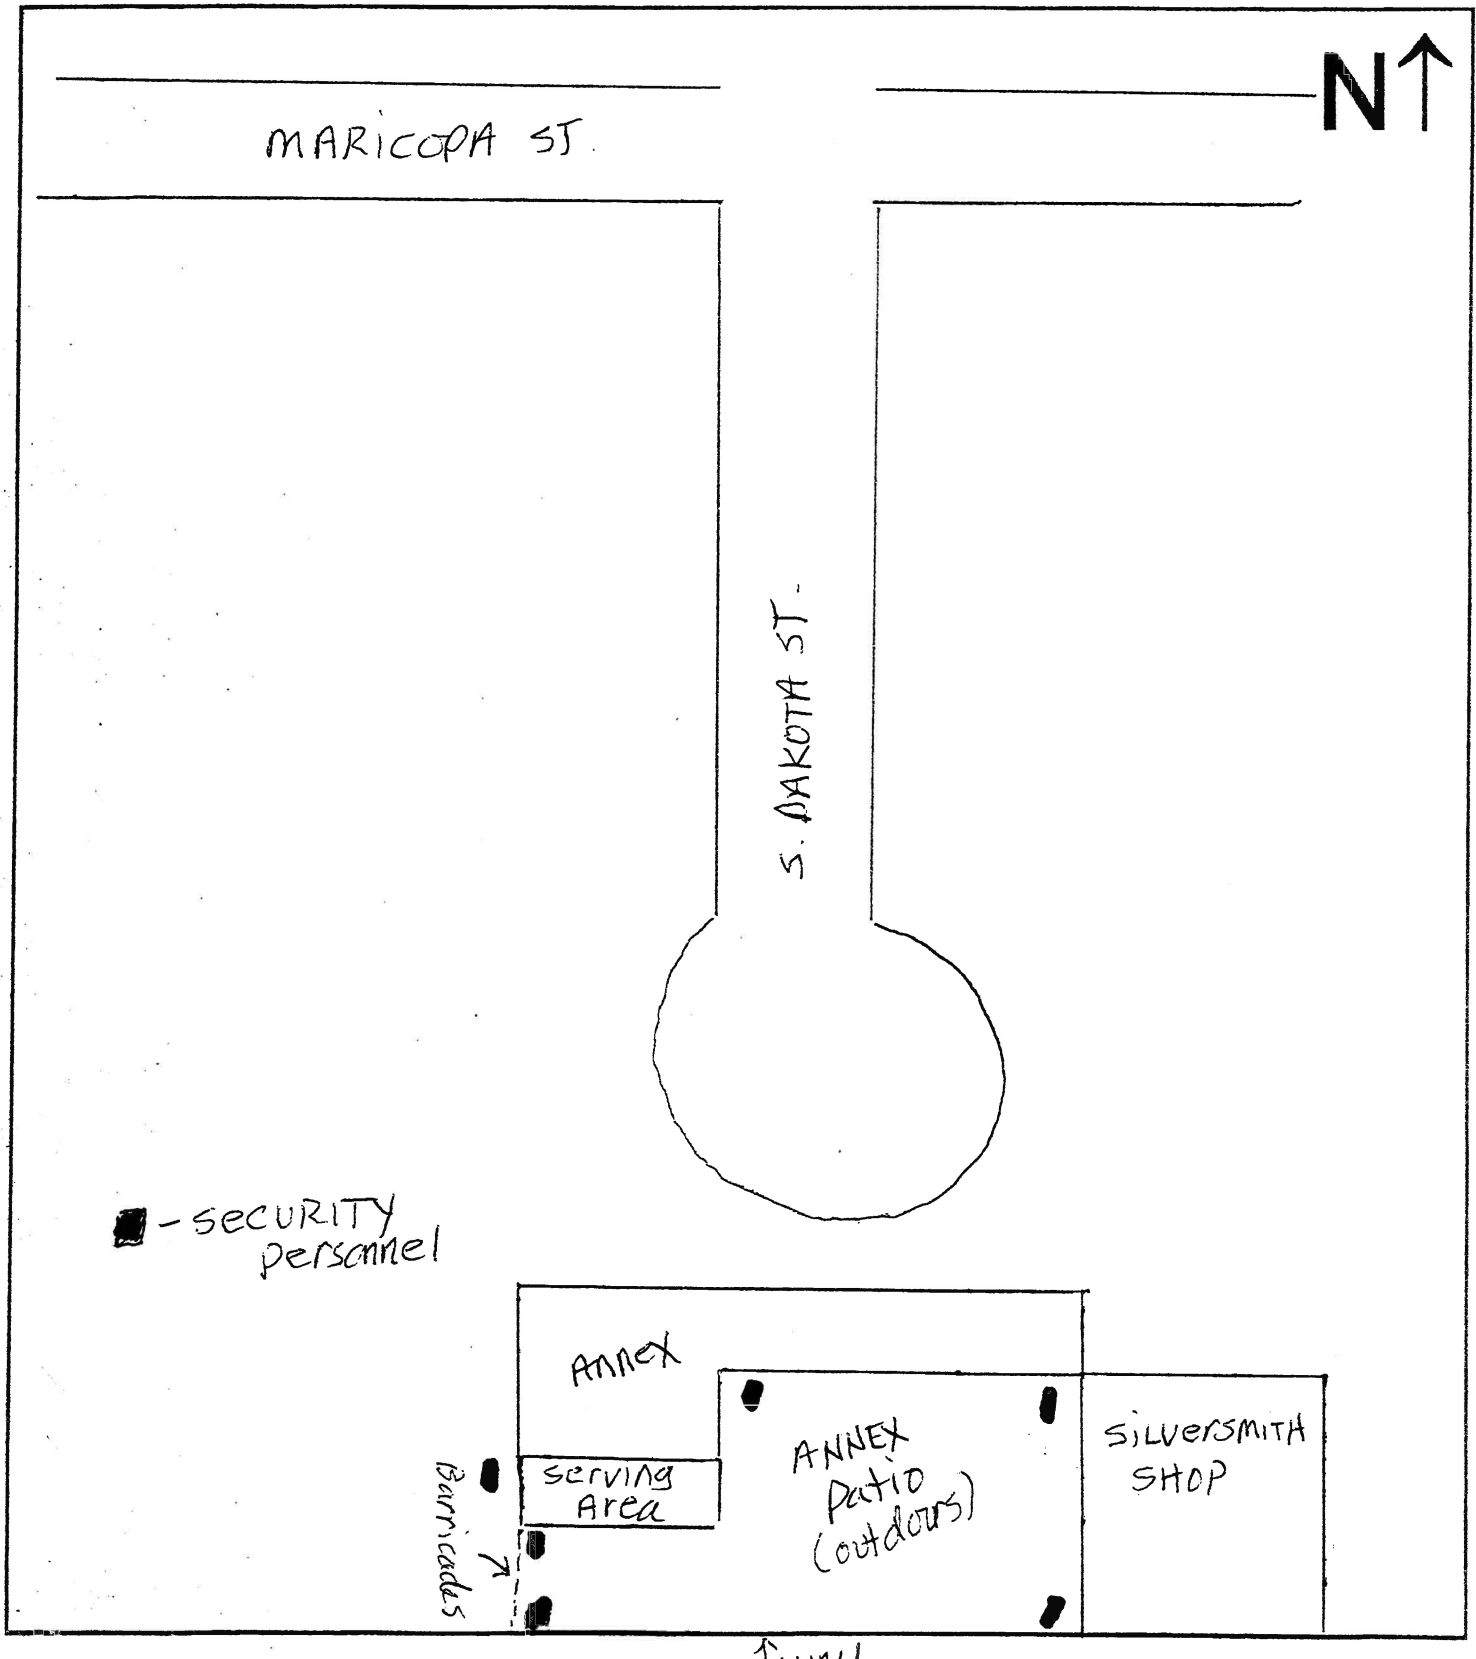 N
MARICOPA ST.
S. DAKOTA ST.
- SECURITY
personnel
Annex
ANNEX
Patio
(outdoors)
SILVERSMITH
SHOP
Serving
Area
Barricades